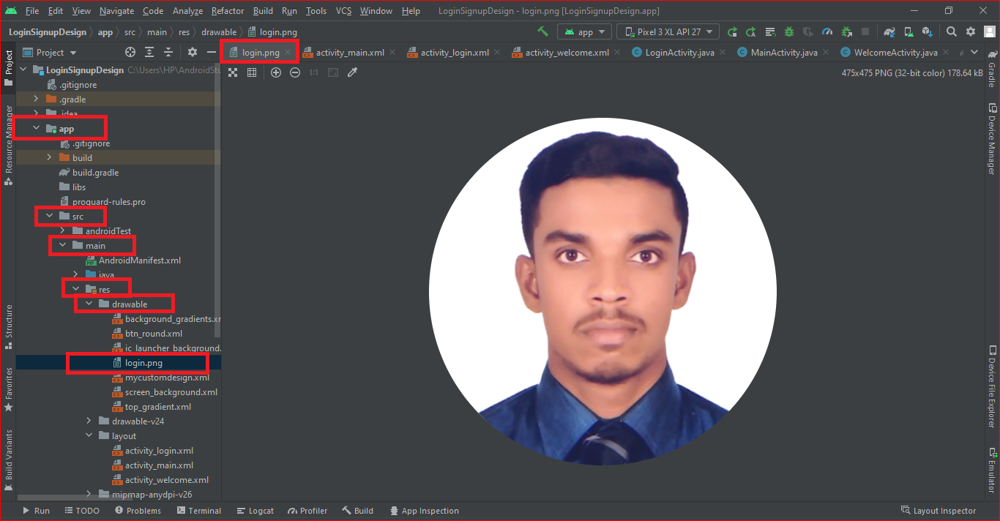 File Edit View Navigate Code Analyze Refactor Build Run Tools VCS Window Help LoginSignupDesign - login.png [LoginSignupDesign.app]
LoginSignupDesign app src main res drawable login.png app Pixel 3 XL API 27
Project login.png activity_main.xml activity_login.xml activity_welcome.xml LoginActivity.java MainActivity.java WelcomeActivity.java
1:1 475x475 PNG (32-bit color) 178.64 kB
Project
Resource Manager
Structure
Favorites
Build Variants
LoginSignupDesign C:\Users\HP\AndroidStu
.gitignore
.gradle
.idea
app
.gitignore
build
build.gradle
libs
proguard-rules.pro
src
androidTest
main
MF AndroidManifest.xml
java
res
drawable
background_gradients.xm
btn_round.xml
ic_launcher_background.
login.png
mycustomdesign.xml
screen_background.xml
top_gradient.xml
drawable-v24
layout
activity_login.xml
activity_main.xml
activity_welcome.xml
mipmap-anydpi-v26
Gradle
Device Manager
Device File Explorer
Emulator
Run TODO Problems Terminal Logcat Profiler Build App Inspection Layout Inspector